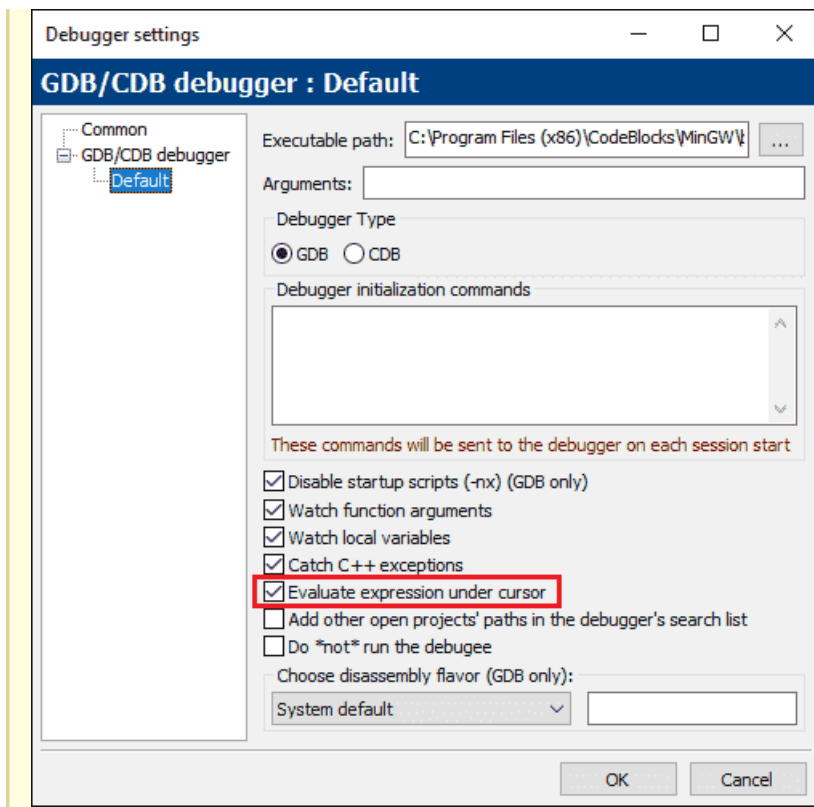 Debugger settings
GDB/CDB debugger : Default
Common
GDB/CDB debugger
Default
Executable path: C:\Program Files (x86)\CodeBlocks\MinGW\ ...
Arguments:
Debugger Type
GDB CDB
Debugger initialization commands
These commands will be sent to the debugger on each session start
Disable startup scripts (-nx) (GDB only)
Watch function arguments
Watch local variables
Catch C++ exceptions
Evaluate expression under cursor
Add other open projects' paths in the debugger's search list
Do *not* run the debugee
Choose disassembly flavor (GDB only):
System default
OK Cancel